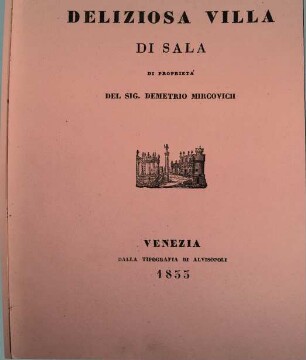 DELIZIOSA VILLA
DI SALA
DI PROPRIETÀ
DEL SIG. DEMETRIO MIRCOVICH
VENEZIA
DALLA TIPOGRAFIA DI ALVISOPOLI
1833